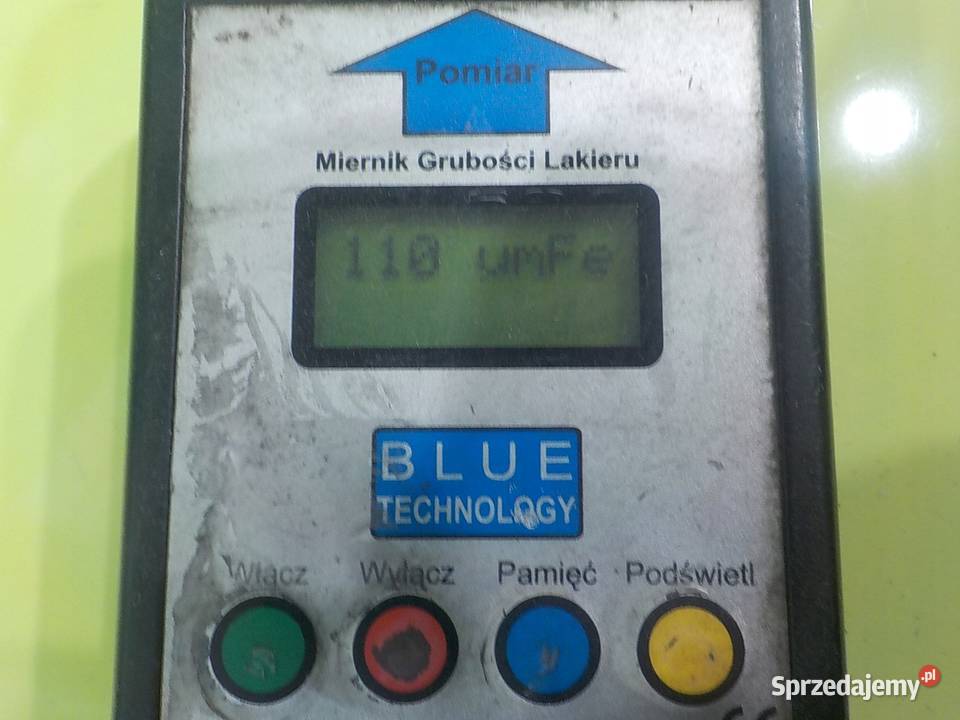 Pomiar
Miernik Grubości Lakieru
110 umFe
BLUE
TECHNOLOGY
Włącz Wyłącz Pamięć Podświetl
Sprzedajemy.pl